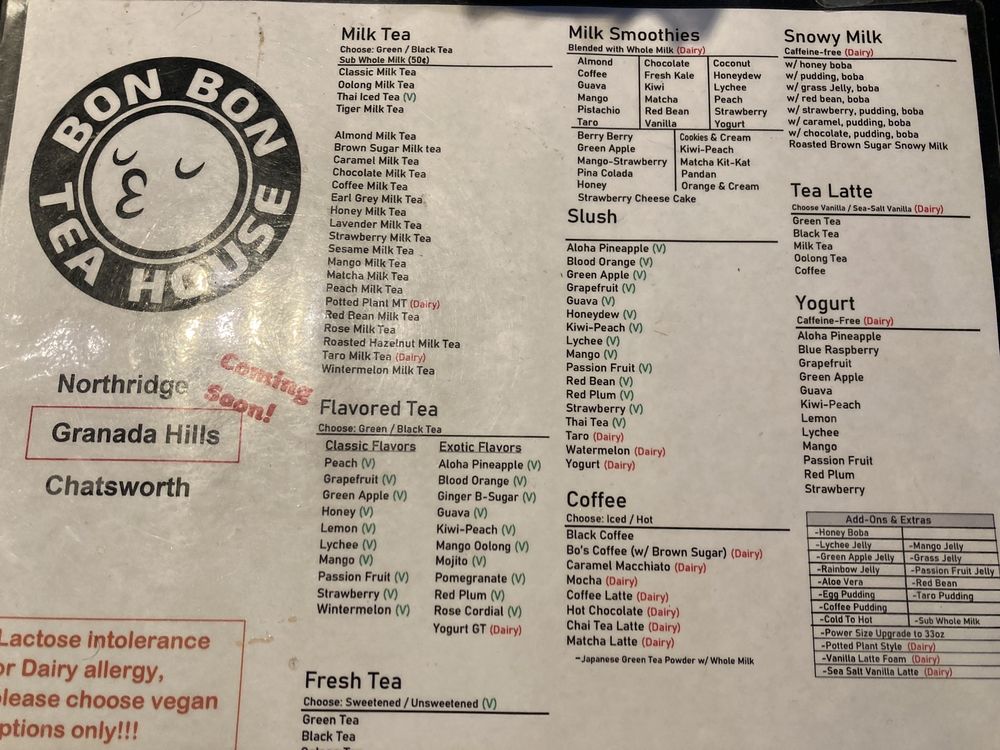 BON BON
TEA HOUSE
Northridge
Coming
Soon!
Granada Hills
Chatsworth
Lactose intolerance
or Dairy allergy,
please choose vegan
options only!!!
Milk Tea
Choose: Green / Black Tea
Sub Whole Milk (50¢)
Classic Milk Tea
Oolong Milk Tea
Thai Iced Tea (V)
Tiger Milk Tea
Almond Milk Tea
Brown Sugar Milk tea
Caramel Milk Tea
Chocolate Milk Tea
Coffee Milk Tea
Earl Grey Milk Tea
Honey Milk Tea
Lavender Milk Tea
Strawberry Milk Tea
Sesame Milk Tea
Mango Milk Tea
Matcha Milk Tea
Peach Milk Tea
Potted Plant MT (Dairy)
Red Bean Milk Tea
Rose Milk Tea
Roasted Hazelnut Milk Tea
Taro Milk Tea (Dairy)
Wintermelon Milk Tea
Flavored Tea
Choose: Green / Black Tea
Classic Flavors
Peach (V)
Grapefruit (V)
Green Apple (V)
Honey (V)
Lemon (V)
Lychee (V)
Mango (V)
Passion Fruit (V)
Strawberry (V)
Wintermelon (V)
Exotic Flavors
Aloha Pineapple (V)
Blood Orange (V)
Ginger B-Sugar (V)
Guava (V)
Kiwi-Peach (V)
Mango Oolong (V)
Mojito (V)
Pomegranate (V)
Red Plum (V)
Rose Cordial (V)
Yogurt GT (Dairy)
Fresh Tea
Choose: Sweetened / Unsweetened (V)
Green Tea
Black Tea
Milk Smoothies
Blended with Whole Milk (Dairy)
Almond
Coffee
Guava
Mango
Pistachio
Taro
Chocolate
Fresh Kale
Kiwi
Matcha
Red Bean
Vanilla
Coconut
Honeydew
Lychee
Peach
Strawberry
Yogurt
Berry Berry
Green Apple
Mango-Strawberry
Pina Colada
Honey
Strawberry Cheese Cake
Cookies & Cream
Kiwi-Peach
Matcha Kit-Kat
Pandan
Orange & Cream
Slush
Aloha Pineapple (V)
Blood Orange (V)
Green Apple (V)
Grapefruit (V)
Guava (V)
Honeydew (V)
Kiwi-Peach (V)
Lychee (V)
Mango (V)
Passion Fruit (V)
Red Bean (V)
Red Plum (V)
Strawberry (V)
Thai Tea (V)
Taro (Dairy)
Watermelon (Dairy)
Yogurt (Dairy)
Coffee
Choose: Iced / Hot
Black Coffee
Bo's Coffee (w/ Brown Sugar) (Dairy)
Caramel Macchiato (Dairy)
Mocha (Dairy)
Coffee Latte (Dairy)
Hot Chocolate (Dairy)
Chai Tea Latte (Dairy)
Matcha Latte (Dairy)
-Japanese Green Tea Powder w/ Whole Milk
Snowy Milk
Caffeine-free (Dairy)
w/ honey boba
w/ pudding, boba
w/ grass Jelly, boba
w/ red bean, boba
w/ strawberry, pudding, boba
w/ caramel, pudding, boba
w/ chocolate, pudding, boba
Roasted Brown Sugar Snowy Milk
Tea Latte
Choose Vanilla / Sea-Salt Vanilla (Dairy)
Green Tea
Black Tea
Milk Tea
Oolong Tea
Coffee
Yogurt
Caffeine-Free (Dairy)
Aloha Pineapple
Blue Raspberry
Grapefruit
Green Apple
Guava
Kiwi-Peach
Lemon
Lychee
Mango
Passion Fruit
Red Plum
Strawberry
Add-Ons & Extras
-Honey Boba
-Lychee Jelly -Mango Jelly
-Green Apple Jelly -Grass Jelly
-Rainbow Jelly -Passion Fruit Jelly
-Aloe Vera -Red Bean
-Egg Pudding -Taro Pudding
-Coffee Pudding
-Cold To Hot -Sub Whole Milk
-Power Size Upgrade to 33oz
-Potted Plant Style (Dairy)
-Vanilla Latte Foam (Dairy)
-Sea Salt Vanilla Latte (Dairy)